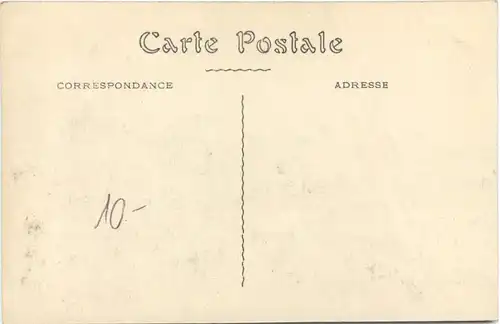 Carte Postale
CORRESPONDANCE
ADRESSE
10.-